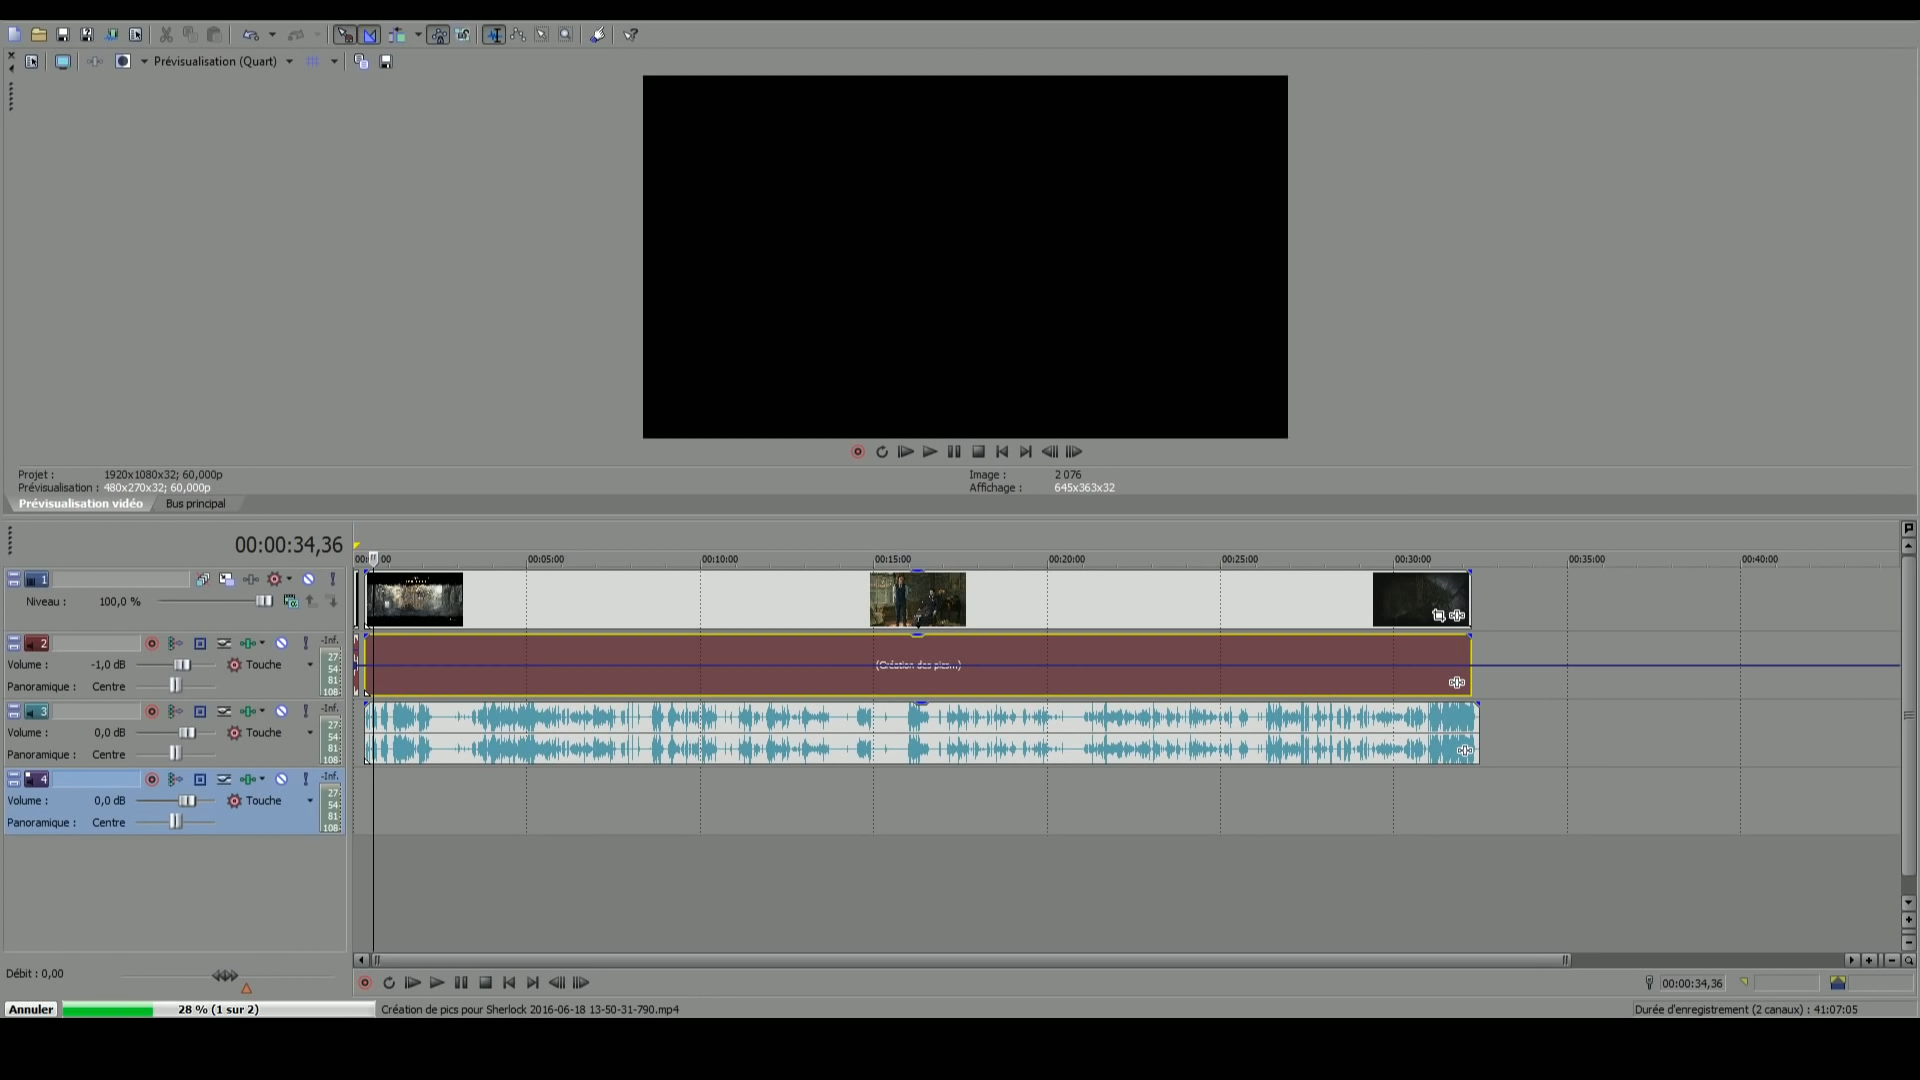 Prévisualisation (Quart)
Projet : 1920x1080x32; 60,000p
Prévisualisation : 480x270x32; 60,000p
Image : 2 076
Affichage : 645x363x32
Prévisualisation vidéo Bus principal
00:00:34,36
00:05:00 00:10:00 00:15:00 00:20:00 00:25:00 00:30:00 00:35:00 00:40:00
1
Niveau : 100,0 %
2 -Inf.
Volume : -1,0 dB Touche 27 54
Panoramique : Centre 81 108
(Création des pics...)
3 -Inf.
Volume : 0,0 dB Touche 27 54
Panoramique : Centre 81 108
4 -Inf.
Volume : 0,0 dB Touche 27 54
Panoramique : Centre 81 108
Débit : 0,00
00:00:34,36
Annuler 28 % (1 sur 2) Création de pics pour Sherlock 2016-06-18 13-50-31-790.mp4 Durée d'enregistrement (2 canaux) : 41:07:05